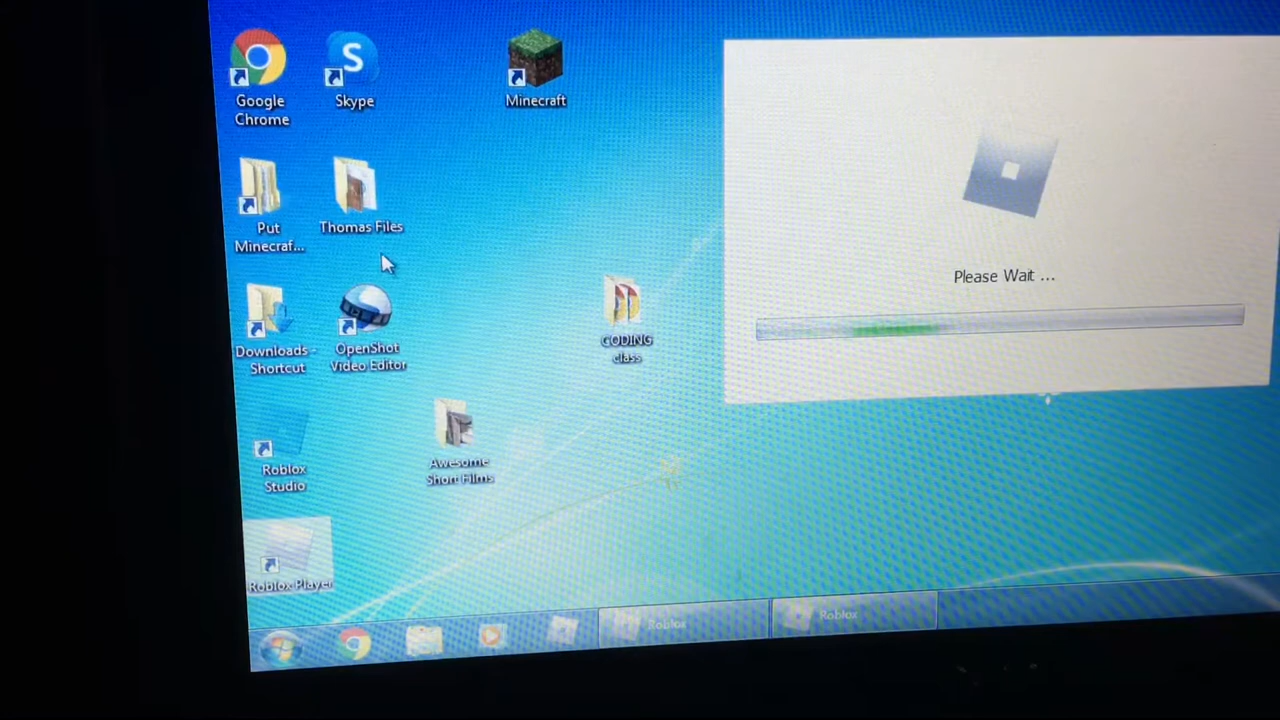 Google
Chrome
Skype
Minecraft
Put
Minecraf...
Thomas Files
Downloads -
Shortcut
OpenShot
Video Editor
CODING
class
Roblox
Studio
Awesome
Short Films
Roblox Player
Please Wait ...
Roblox
Roblox